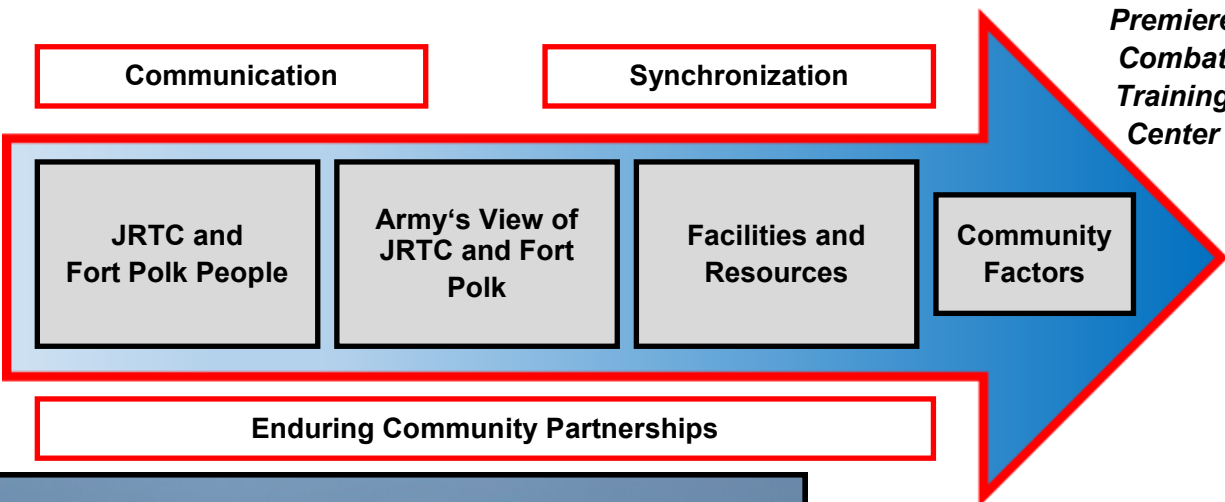 Premiere
Combat
Training
Center
Communication
Synchronization
JRTC and
Fort Polk People
Army‘s View of
JRTC and Fort
Polk
Facilities and
Resources
Community
Factors
Enduring Community Partnerships